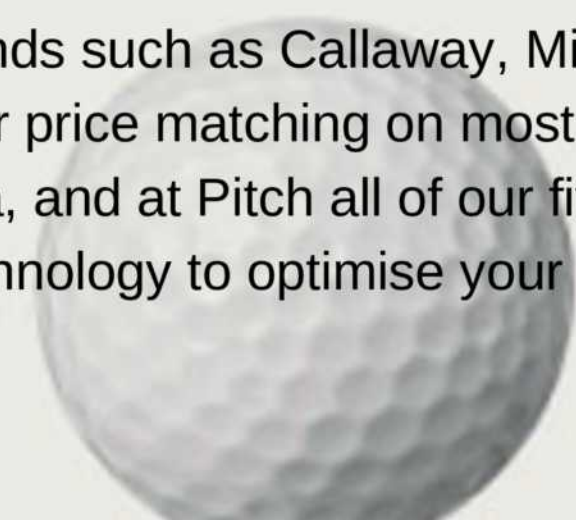 nds such as Callaway, Mi
r price matching on most
, and at Pitch all of our fi
hnology to optimise your